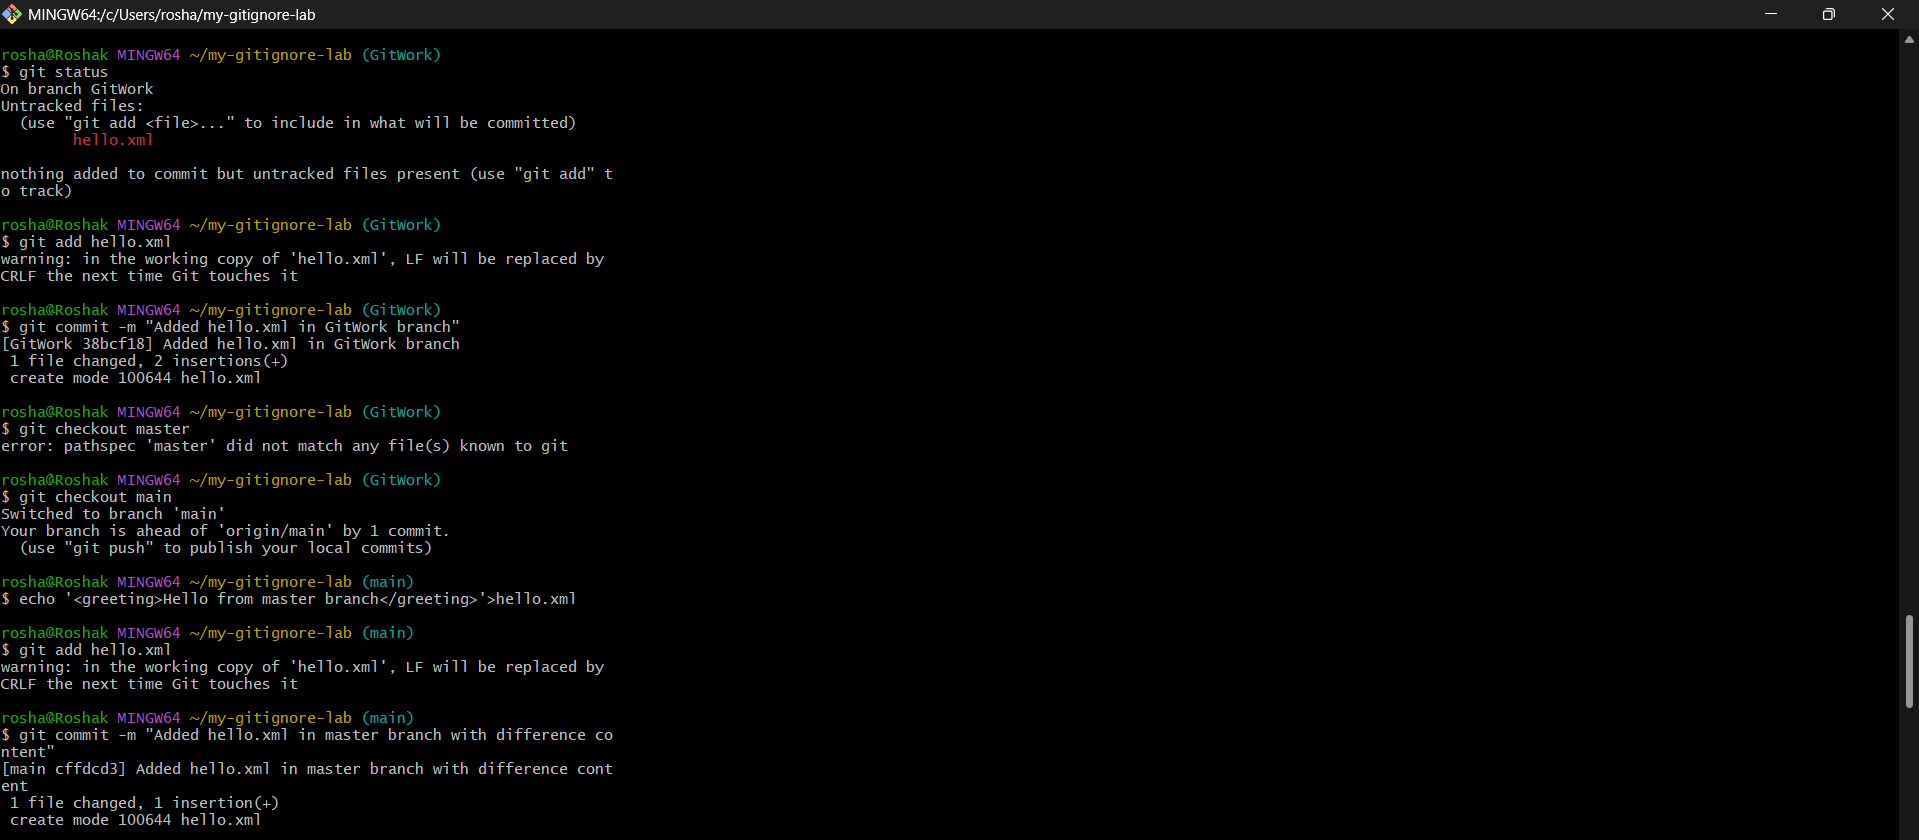 MINGW64:/c/Users/rosha/my-gitignore-lab
rosha@Roshak MINGW64 ~/my-gitignore-lab (GitWork)
$ git status
On branch GitWork
Untracked files:
  (use "git add <file>..." to include in what will be committed)
        hello.xml
nothing added to commit but untracked files present (use "git add" t
o track)
rosha@Roshak MINGW64 ~/my-gitignore-lab (GitWork)
$ git add hello.xml
warning: in the working copy of 'hello.xml', LF will be replaced by
CRLF the next time Git touches it
rosha@Roshak MINGW64 ~/my-gitignore-lab (GitWork)
$ git commit -m "Added hello.xml in GitWork branch"
[GitWork 38bcf18] Added hello.xml in GitWork branch
 1 file changed, 2 insertions(+)
 create mode 100644 hello.xml
rosha@Roshak MINGW64 ~/my-gitignore-lab (GitWork)
$ git checkout master
error: pathspec 'master' did not match any file(s) known to git
rosha@Roshak MINGW64 ~/my-gitignore-lab (GitWork)
$ git checkout main
Switched to branch 'main'
Your branch is ahead of 'origin/main' by 1 commit.
  (use "git push" to publish your local commits)
rosha@Roshak MINGW64 ~/my-gitignore-lab (main)
$ echo '<greeting>Hello from master branch</greeting>'>hello.xml
rosha@Roshak MINGW64 ~/my-gitignore-lab (main)
$ git add hello.xml
warning: in the working copy of 'hello.xml', LF will be replaced by
CRLF the next time Git touches it
rosha@Roshak MINGW64 ~/my-gitignore-lab (main)
$ git commit -m "Added hello.xml in master branch with difference co
ntent"
[main cffdcd3] Added hello.xml in master branch with difference cont
ent
 1 file changed, 1 insertion(+)
 create mode 100644 hello.xml